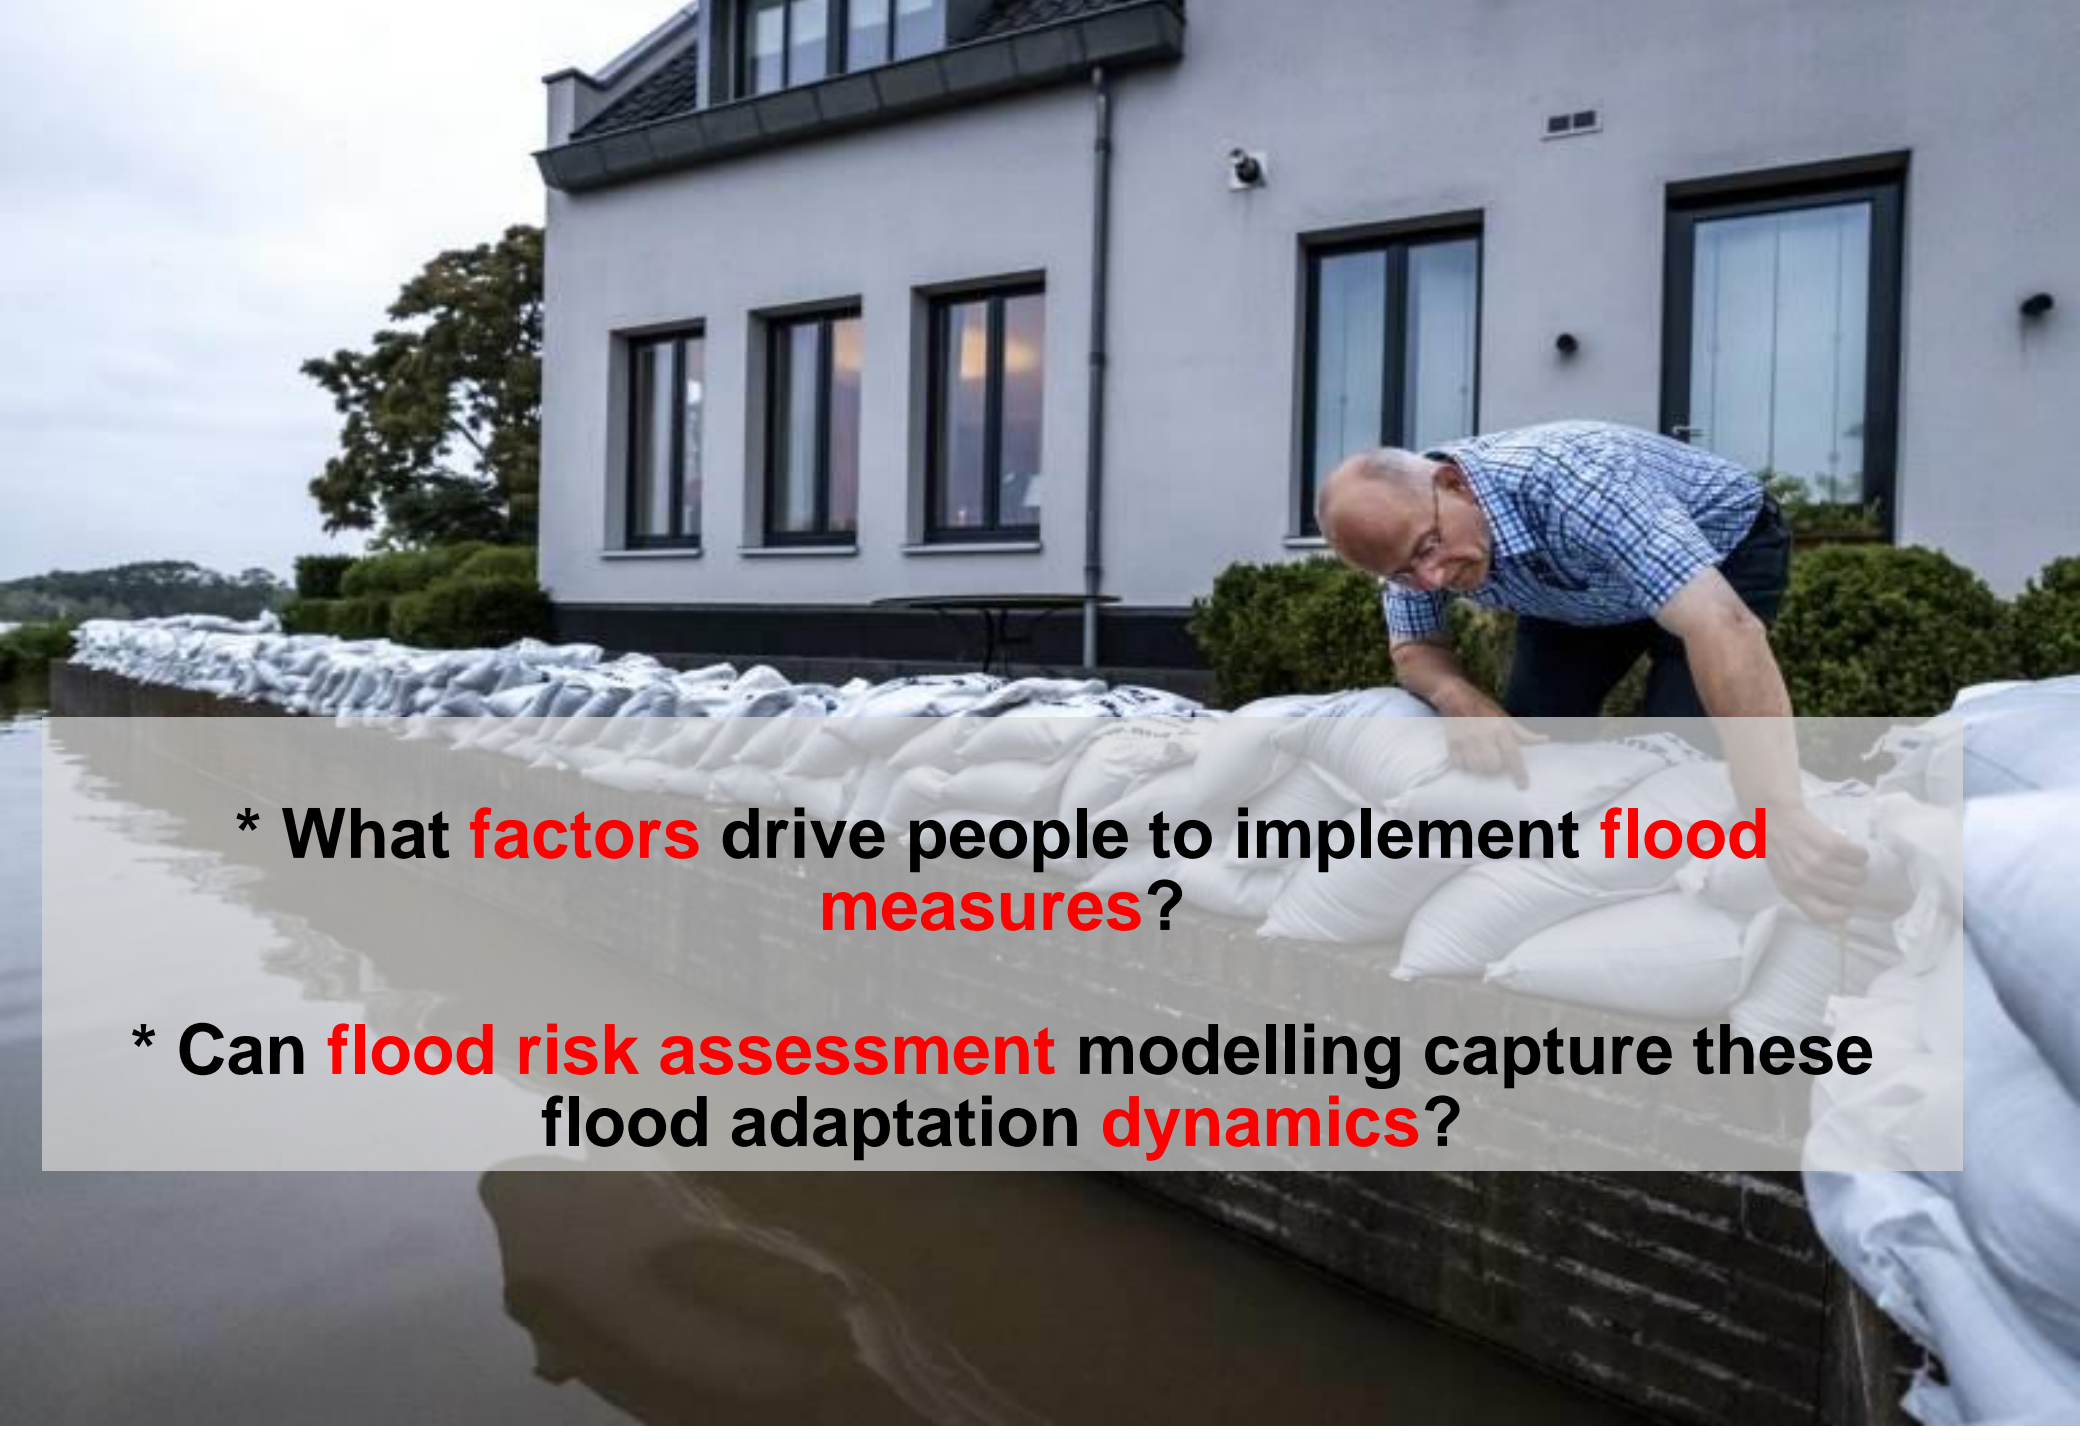 * What factors drive people to implement flood
measures?
* Can flood risk assessment modelling capture these
flood adaptation dynamics?